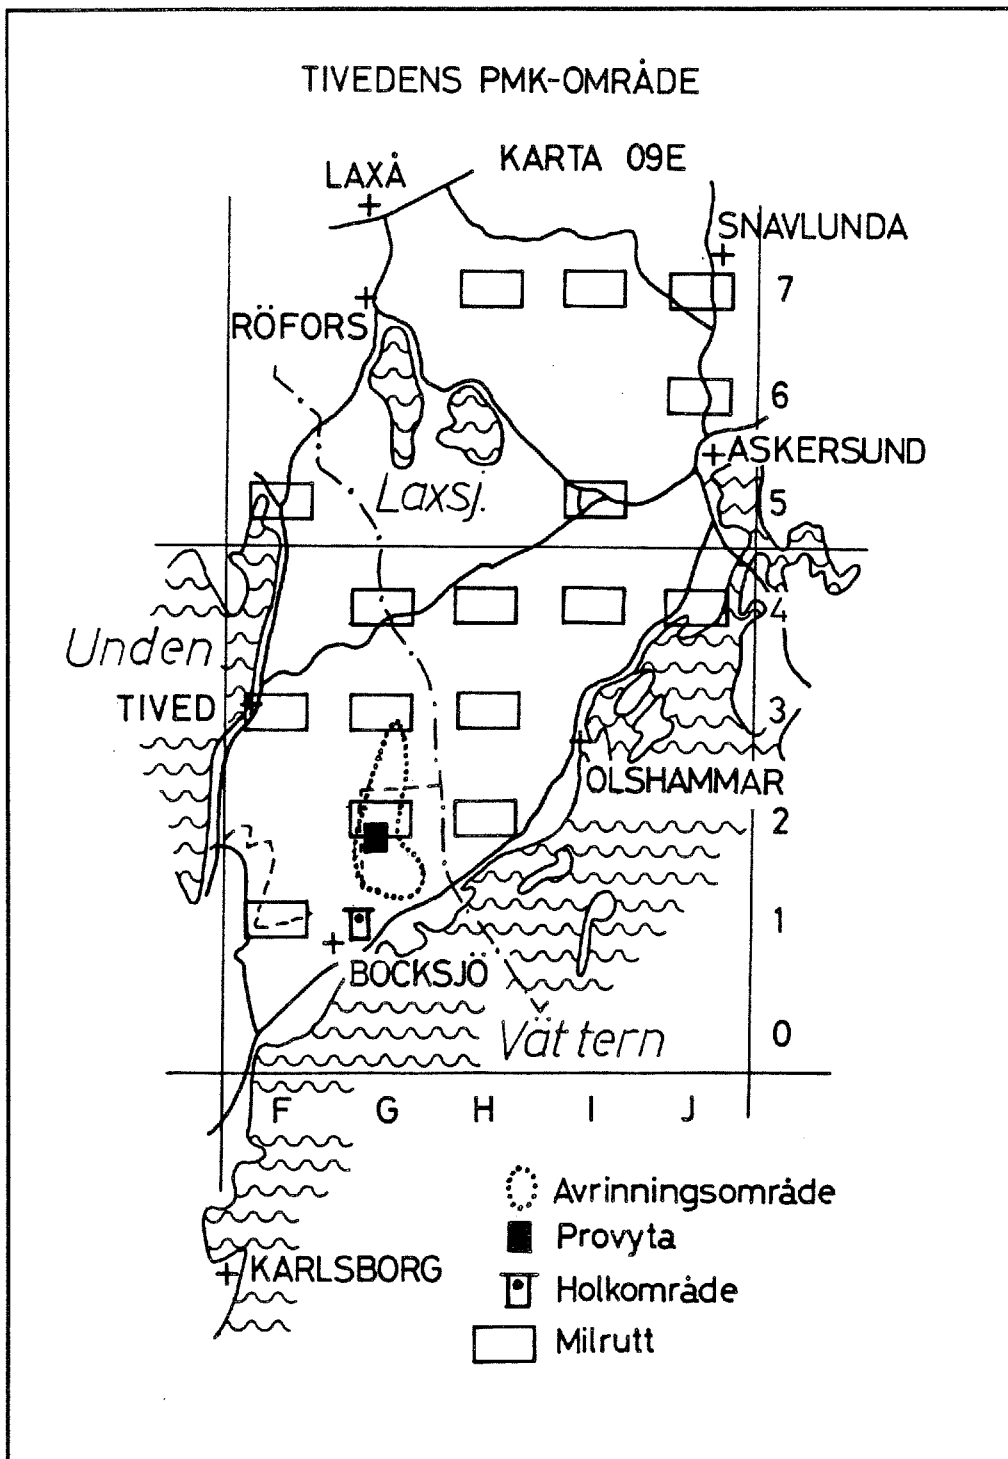 TIVEDENS PMK-OMRÅDE
KARTA 09E
LAXÅ
SNAVLUNDA
7
RÖFORS
6
ASKERSUND
Laxsj.
5
4
Unden
TIVED
3
OLSHAMMAR
2
1
BOCKSJÖ
Vättern
0
F G H I J
Avrinningsområde
Provyta
Holkområde
Milrutt
KARLSBORG